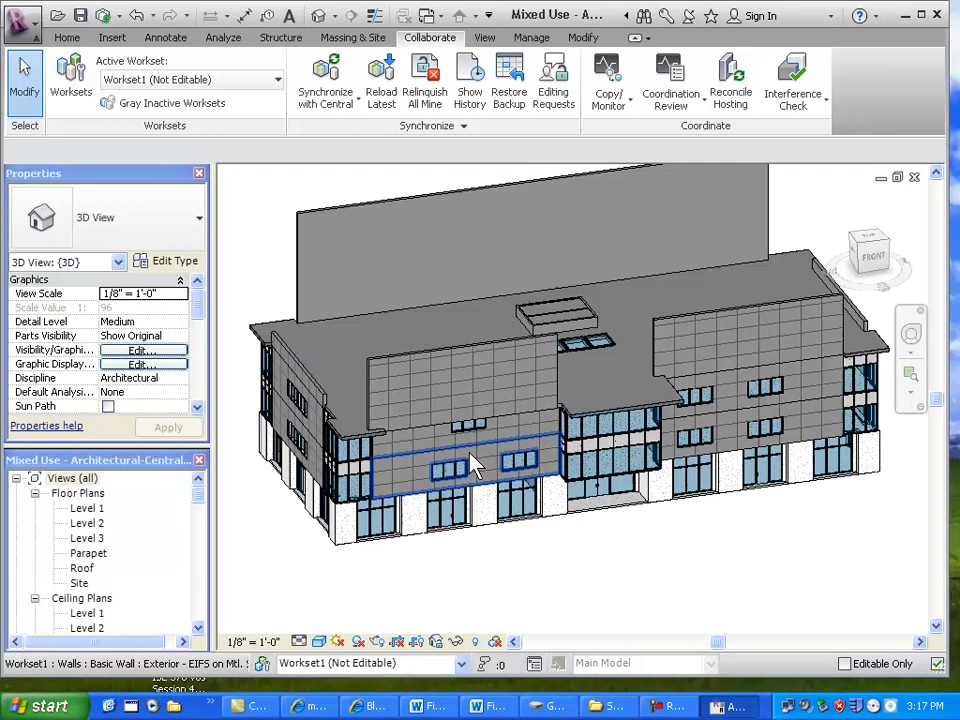 Mixed Use - A...
Sign In
Home Insert Annotate Analyze Structure Massing & Site Collaborate View Manage Modify
Modify
Worksets
Active Workset:
Workset1 (Not Editable)
Gray Inactive Worksets
Synchronize with Central
Reload Latest
Relinquish All Mine
Show History
Restore Backup
Editing Requests
Copy/ Monitor
Coordination Review
Reconcile Hosting
Interference Check
Select Worksets Synchronize Coordinate
Properties
3D View
3D View: {3D} Edit Type
Graphics
View Scale 1/8" = 1'-0"
Scale Value 1: 96
Detail Level Medium
Parts Visibility Show Original
Visibility/Graphi... Edit...
Graphic Display... Edit...
Discipline Architectural
Default Analysi... None
Sun Path
Properties help Apply
Mixed Use - Architectural-Central...
Views (all)
Floor Plans
Level 1
Level 2
Level 3
Parapet
Roof
Site
Ceiling Plans
Level 1
Level 2
TOP
FRONT
1/8" = 1'-0"
Workset1 : Walls : Basic Wall : Exterior - EIFS on Mtl. S
Workset1 (Not Editable)
:0
Main Model
Editable Only
Session 4...
start
C...
m...
Bl...
Fi...
Fi...
G...
S...
R...
A...
3:17 PM